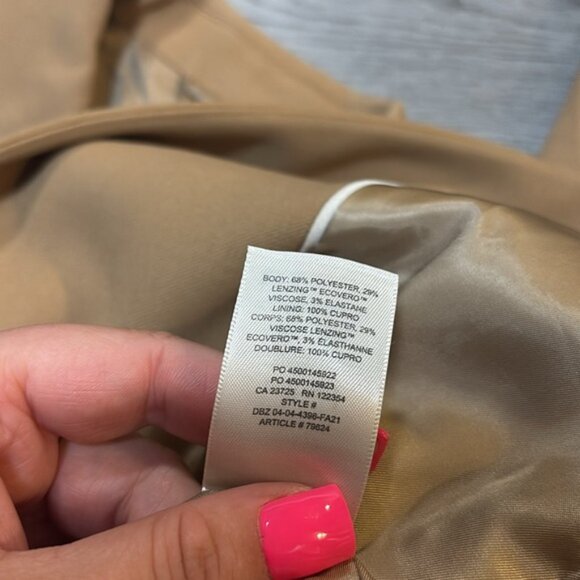 BODY: 68% POLYESTER, 29%
LENZING™ ECOVERO™
VISCOSE, 3% ELASTANE
LINING: 100% CUPRO
CORPS: 68% POLYESTER, 29%
VISCOSE LENZING™
ECOVERO™, 3% ÉLASTHANNE
DOUBLURE: 100% CUPRO
PO 4500145922
PO 4500145923
CA 23725 RN 122354
STYLE #
DBZ 04-04-4396-FA21
ARTICLE # 79624